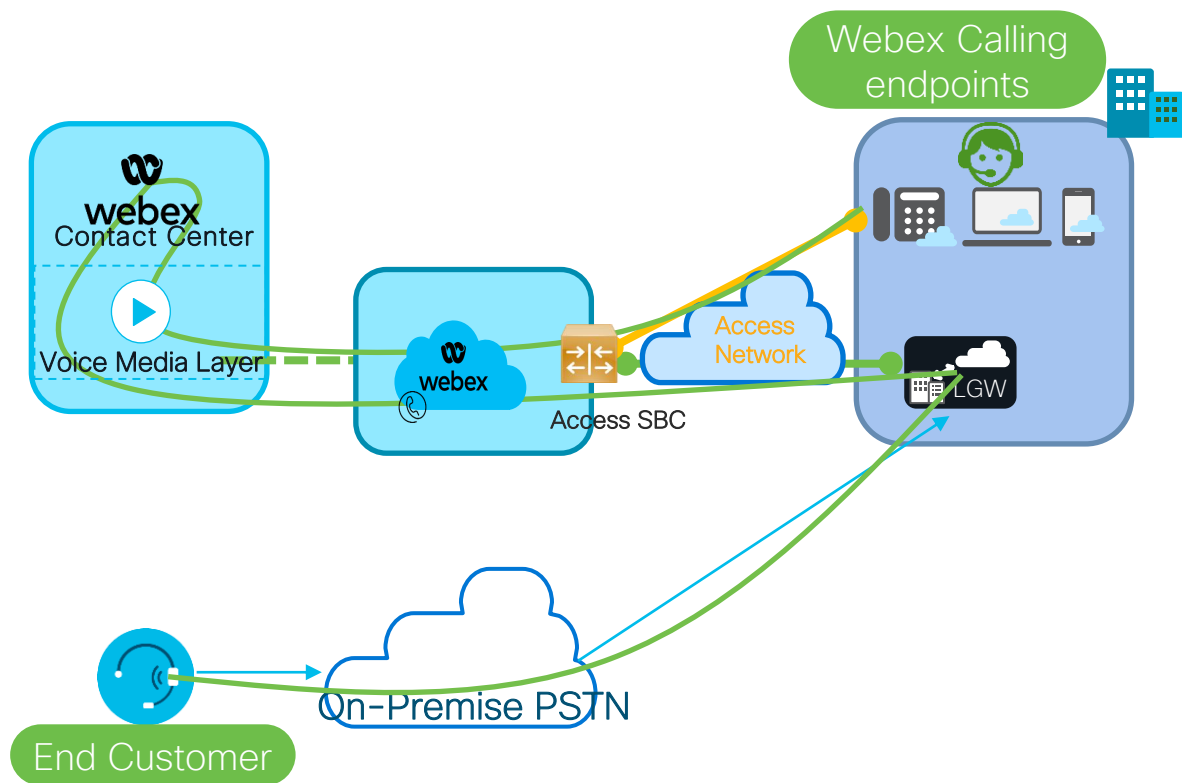 Webex Calling
endpoints
webex
Contact Center
Voice Media Layer
webex
Access SBC
Access
Network
LGW
On-Premise PSTN
End Customer